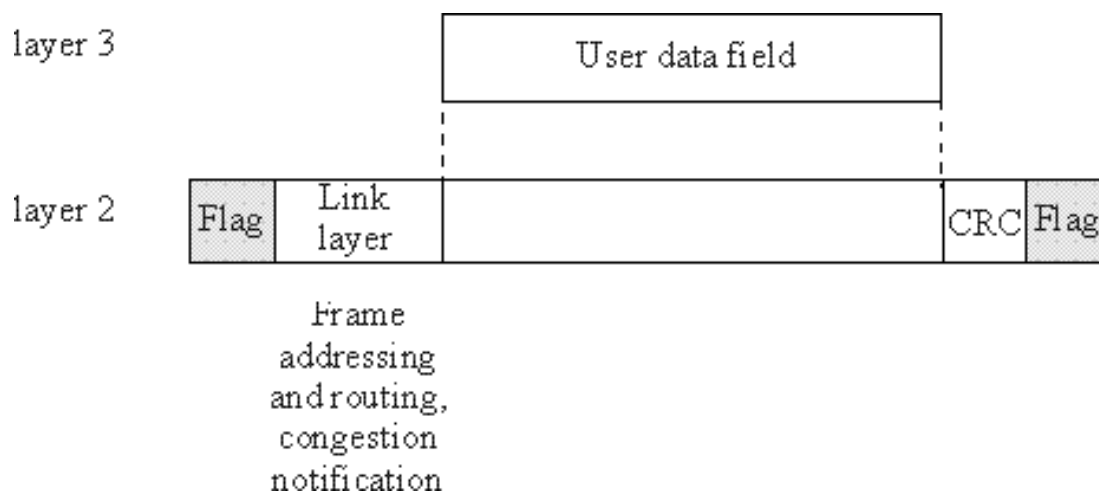 layer 3
User data field
layer 2
Flag
Link
layer
CRC
Flag
Frame
addressing
and routing,
congestion
notification